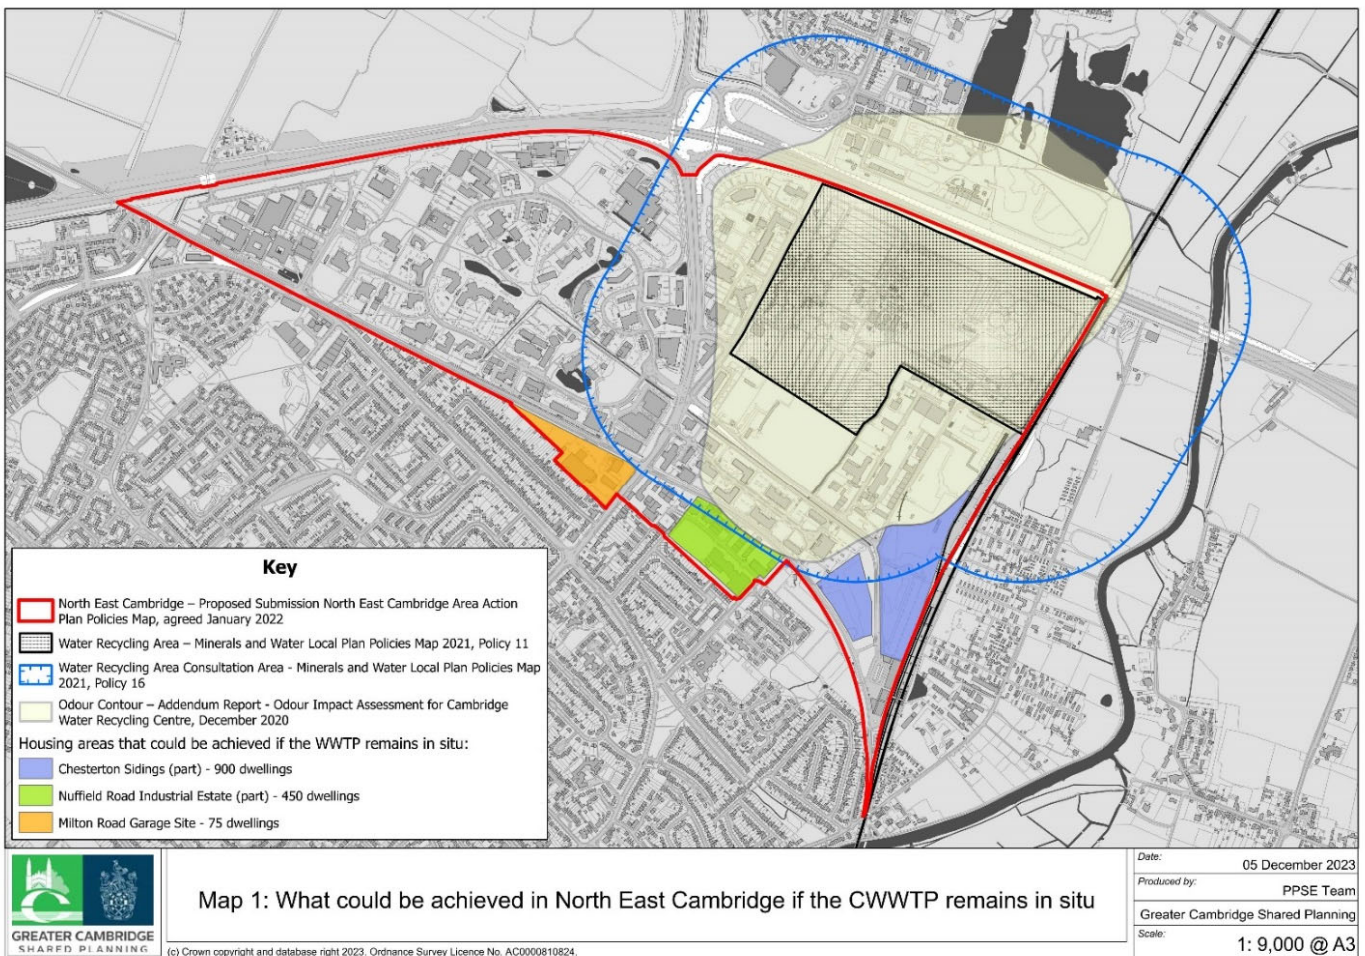 Key
North East Cambridge – Proposed Submission North East Cambridge Area Action
Plan Policies Map, agreed January 2022
Water Recycling Area – Minerals and Water Local Plan Policies Map 2021, Policy 11
Water Recycling Area Consultation Area - Minerals and Water Local Plan Policies Map
2021, Policy 16
Odour Contour – Addendum Report - Odour Impact Assessment for Cambridge
Water Recycling Centre, December 2020
Housing areas that could be achieved if the WWTP remains in situ:
Chesterton Sidings (part) - 900 dwellings
Nuffield Road Industrial Estate (part) - 450 dwellings
Milton Road Garage Site - 75 dwellings
GREATER CAMBRIDGE
SHARED PLANNING
Map 1: What could be achieved in North East Cambridge if the CWWTP remains in situ
(c) Crown copyright and database right 2023. Ordnance Survey Licence No. AC0000810824.
Date:
05 December 2023
Produced by:
PPSE Team
Greater Cambridge Shared Planning
Scale:
1: 9,000 @ A3